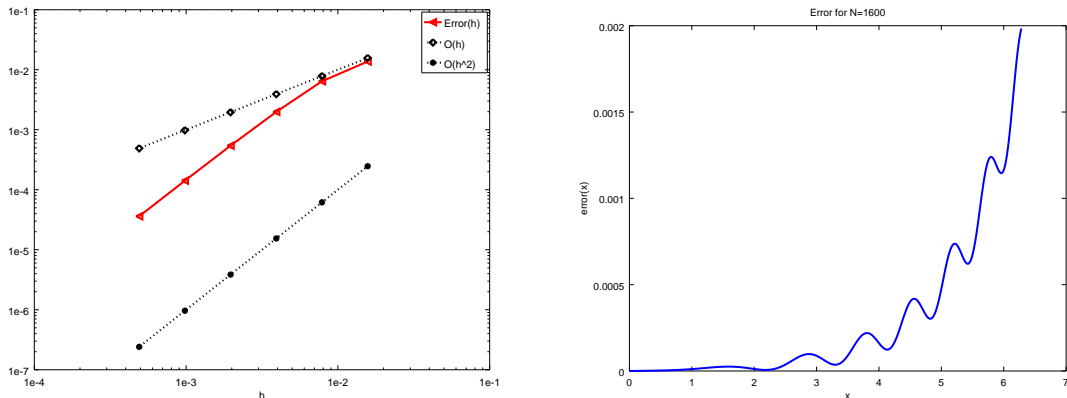 1e-1
1e-2
1e-3
1e-4
1e-5
1e-6
1e-7
1e-4
1e-3
1e-2
1e-1
h
Error(h)
O(h)
O(h^2)
Error for N=1600
0.002
0.0015
0.001
0.0005
0
error(x)
0
1
2
3
4
5
6
7
x